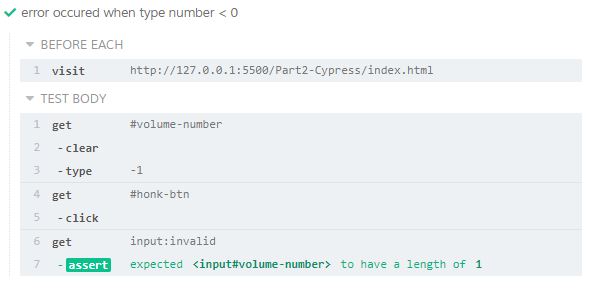 error occured when type number < 0
BEFORE EACH
1 visit http://127.0.0.1:5500/Part2-Cypress/index.html
TEST BODY
1 get #volume-number
2 - clear
3 - type -1
4 get #honk-btn
5 - click
6 get input:invalid
7 - assert expected <input#volume-number> to have a length of 1